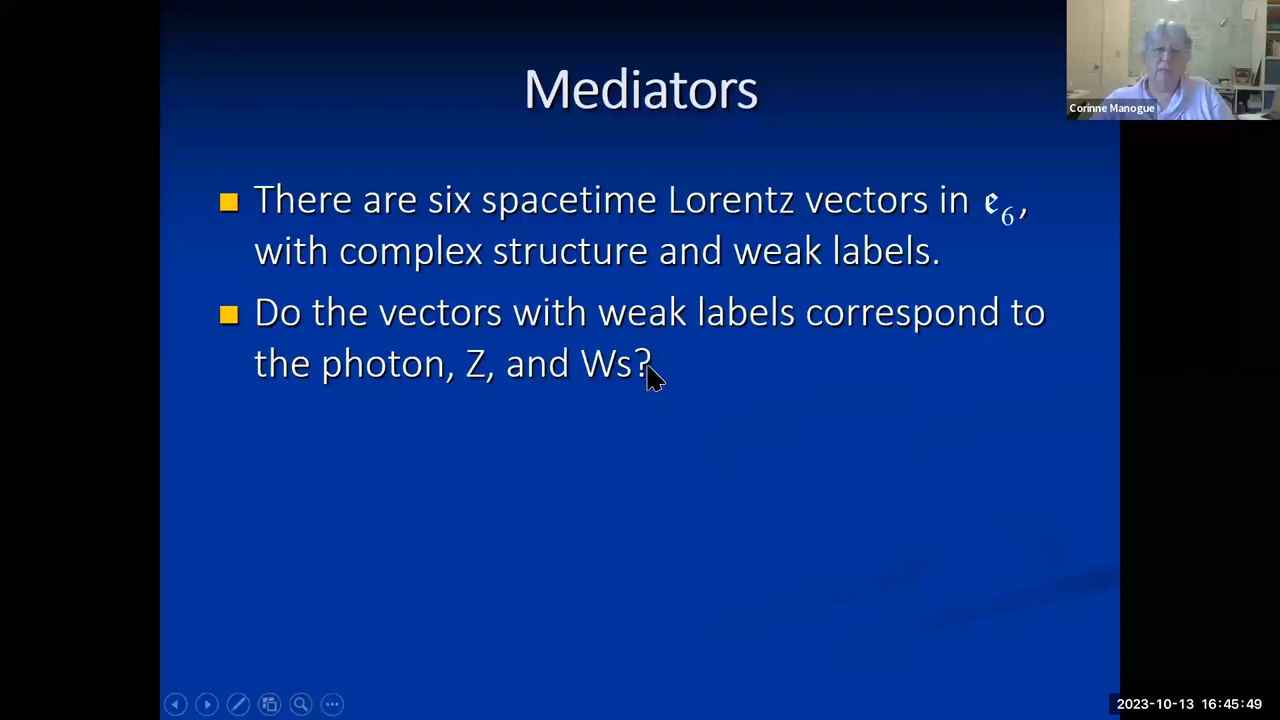 Mediators
Corinne Manogue
There are six spacetime Lorentz vectors in 𝖊₆,
with complex structure and weak labels.
Do the vectors with weak labels correspond to
the photon, Z, and Ws?
2023-10-13 16:45:49